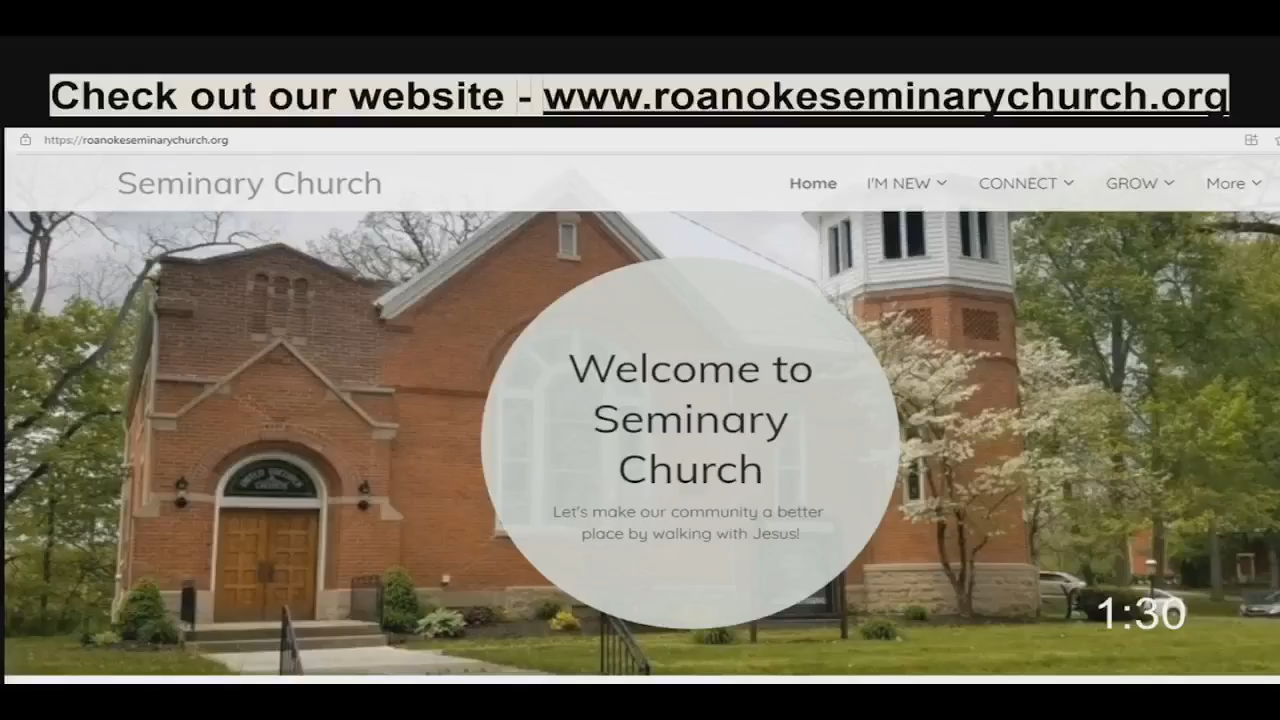 Check out our website - www.roanokeseminarychurch.org
https://roanokeseminarychurch.org
Seminary Church
Home I'M NEW CONNECT GROW More
Welcome to
Seminary
Church
Let's make our community a better
place by walking with Jesus!
1:30